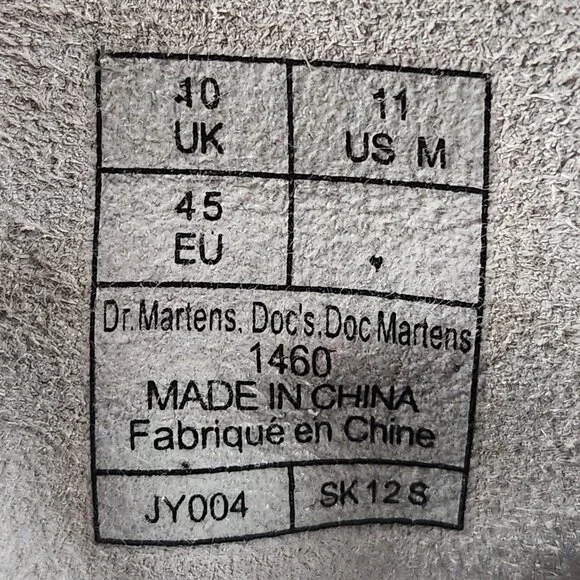 10 11
UK US M
45
EU
Dr.Martens. Doc's.Doc Martens
1460
MADE IN CHINA
Fabriqué en Chine
JY004 SK12S